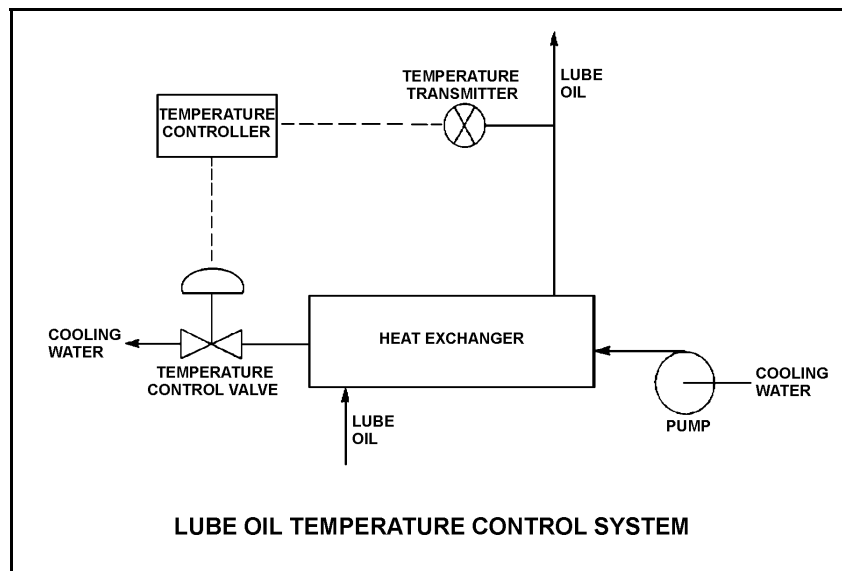 TEMPERATURE
TRANSMITTER
LUBE
OIL
TEMPERATURE
CONTROLLER
COOLING
WATER
TEMPERATURE
CONTROL VALVE
HEAT EXCHANGER
LUBE
OIL
COOLING
WATER
PUMP
LUBE OIL TEMPERATURE CONTROL SYSTEM